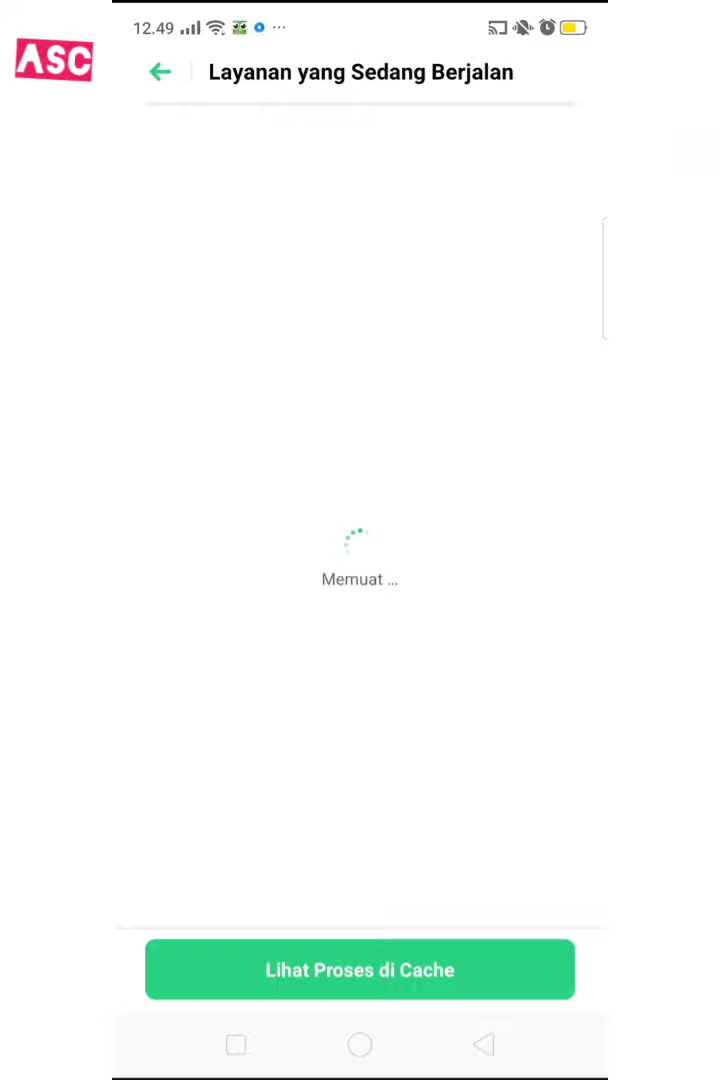 12.49
ASC
Layanan yang Sedang Berjalan
Memuat ...
Lihat Proses di Cache